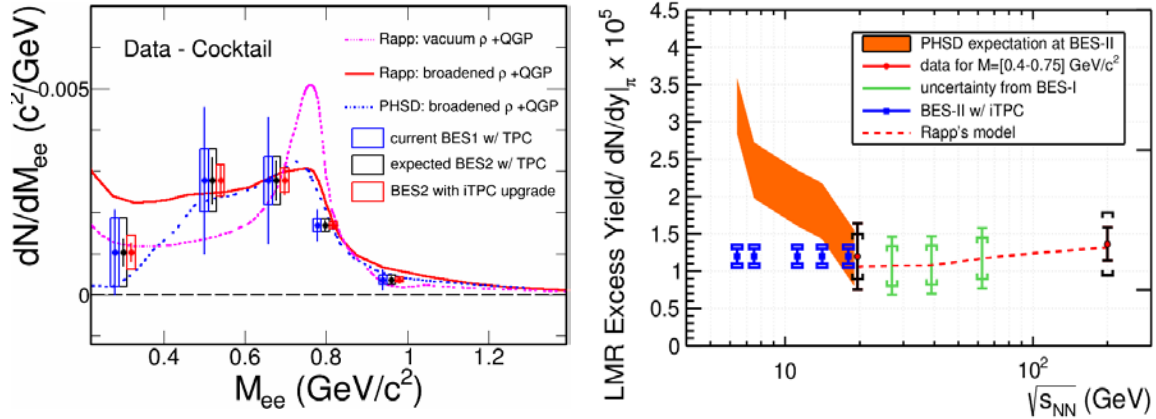 Data - Cocktail
Rapp: vacuum ρ +QGP
Rapp: broadened ρ +QGP
PHSD: broadened ρ +QGP
current BES1 w/ TPC
expected BES2 w/ TPC
BES2 with iTPC upgrade
dN/dMee (c²/GeV)
0.005
0
0.4
0.6
0.8
1
1.2
Mee (GeV/c²)
LMR Excess Yield/ dN/dy|π x 10⁵
4.5
4
3.5
3
2.5
2
1.5
1
0.5
0
PHSD expectation at BES-II
data for M=[0.4-0.75] GeV/c²
uncertainty from BES-I
BES-II w/ iTPC
Rapp's model
10
10²
√sNN (GeV)